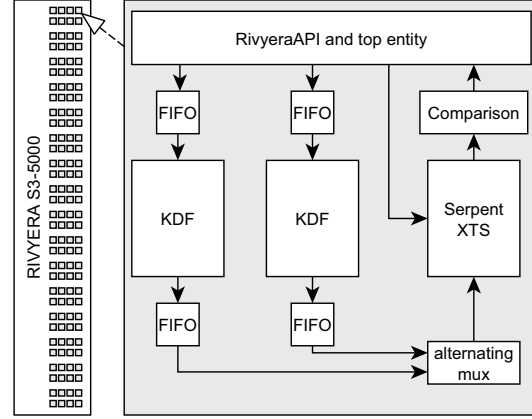 RIVYERA S3-5000
RivyeraAPI and top entity
FIFO
FIFO
Comparison
KDF
KDF
Serpent
XTS
FIFO
FIFO
alternating
mux